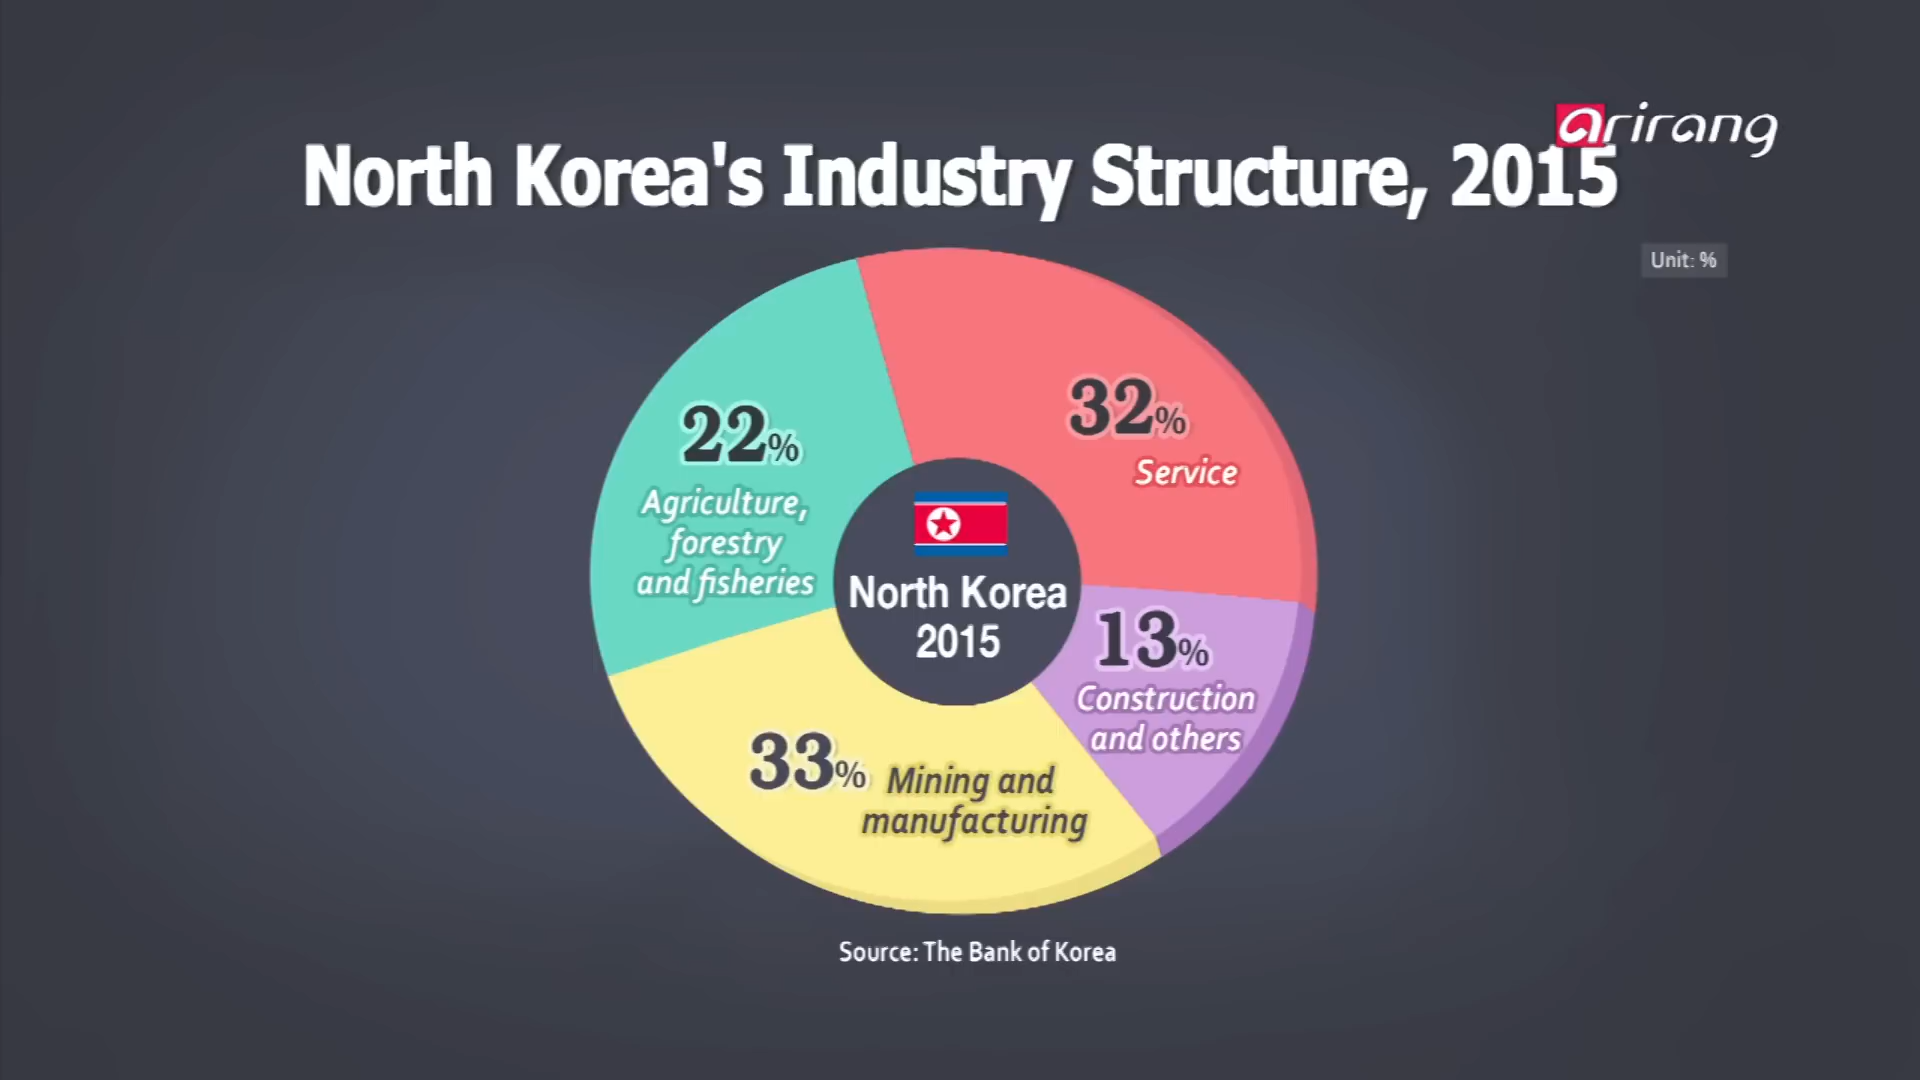 arirang
North Korea's Industry Structure, 2015
Unit: %
32%
Service
22%
Agriculture,
forestry
and fisheries
North Korea
2015
13%
Construction
and others
33%
Mining and
manufacturing
Source: The Bank of Korea